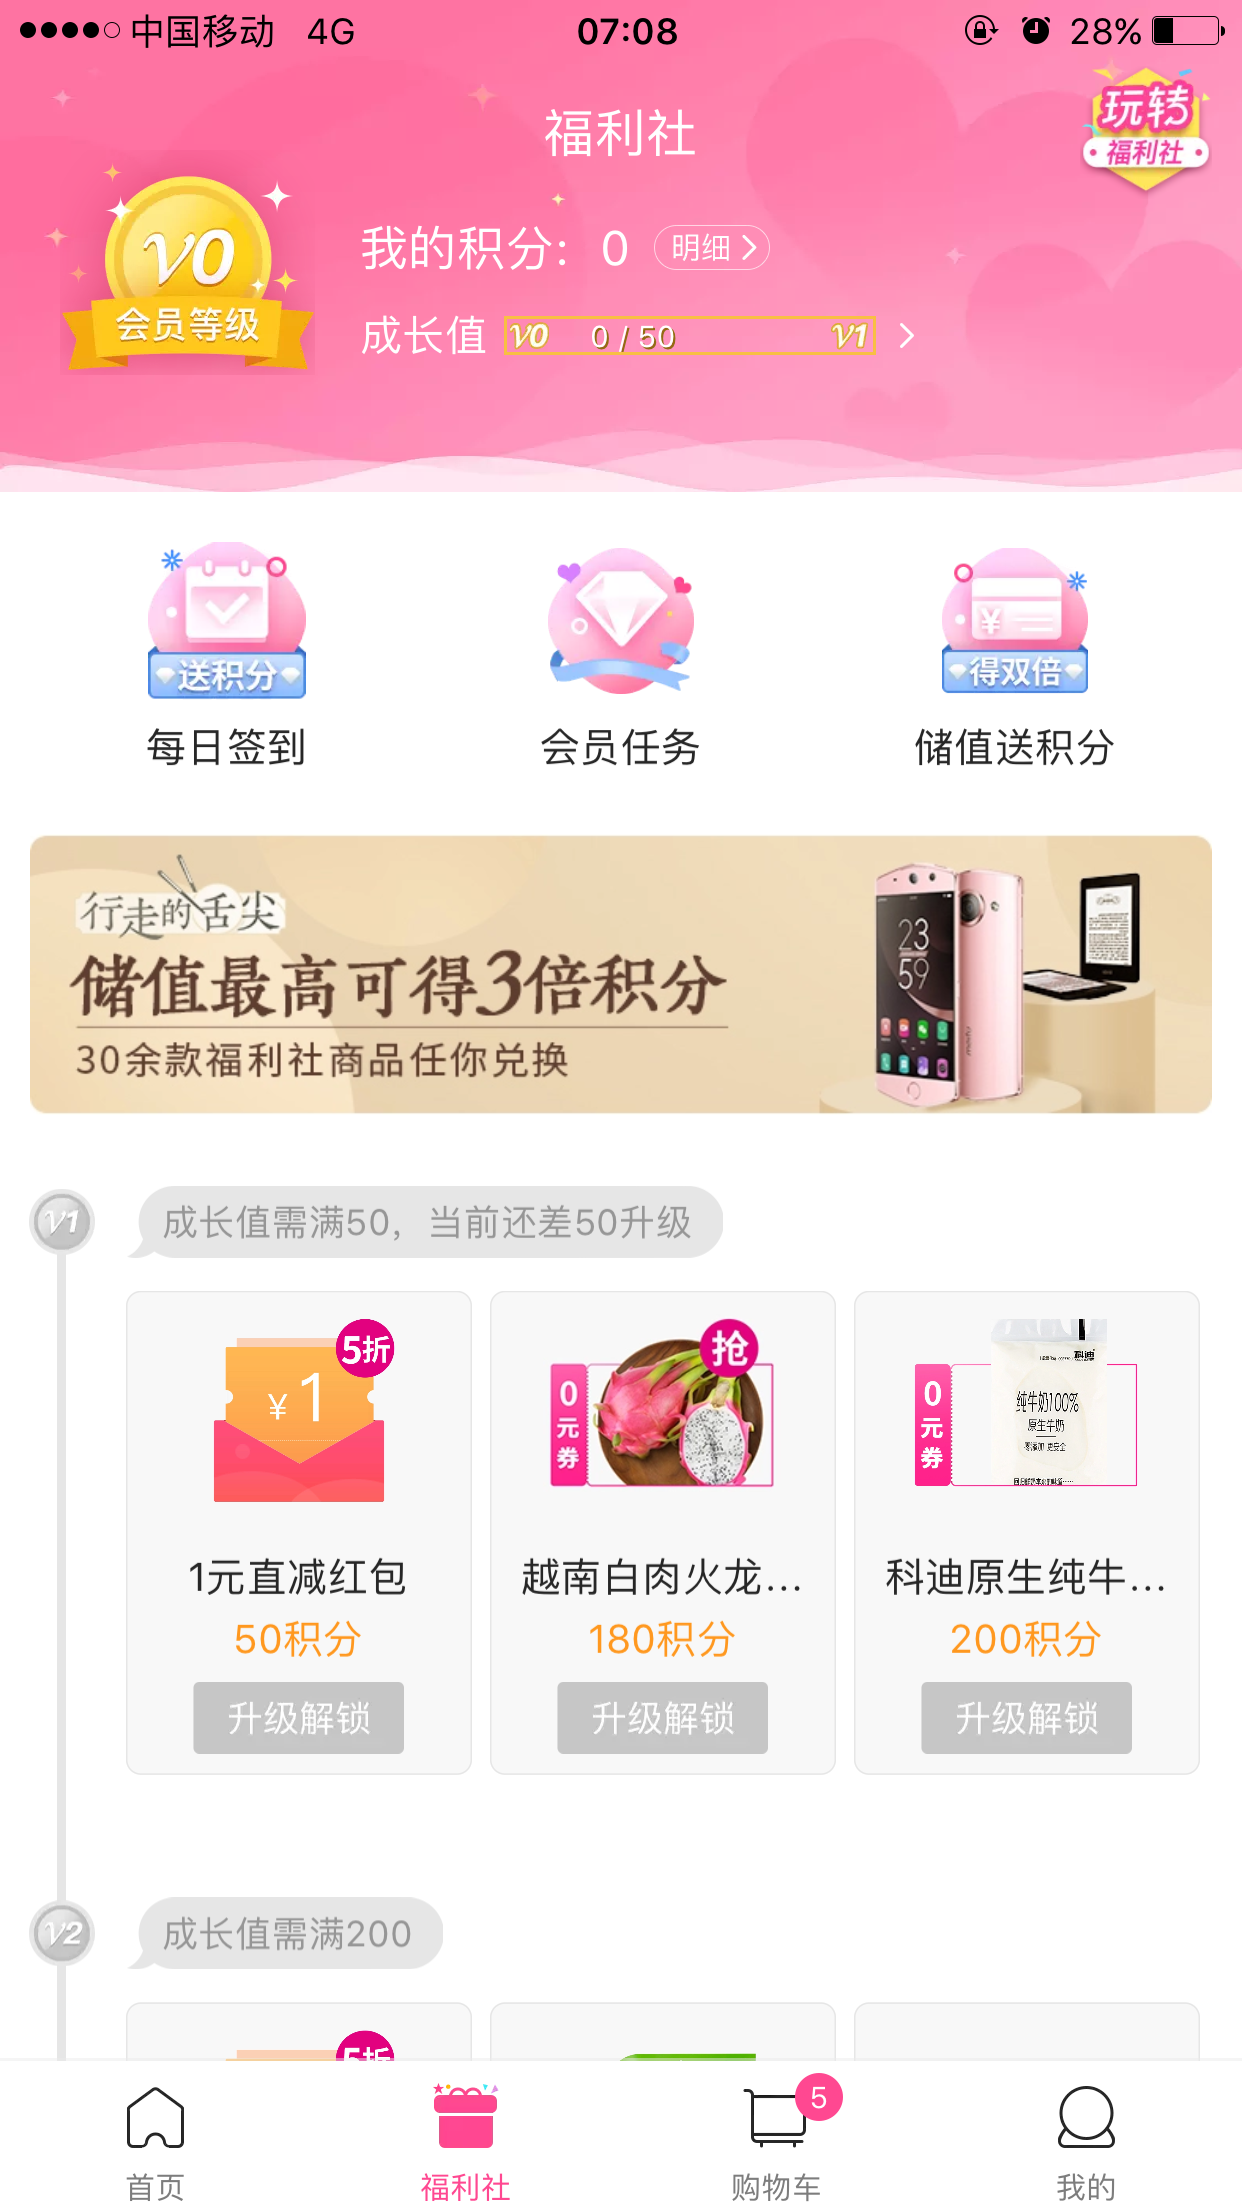 中国移动 4G 07:08 28%
福利社
玩转
福利社
V0
会员等级
我的积分: 0 明细
成长值 V0 0 / 50 V1
送积分
得双倍
¥
每日签到 会员任务 储值送积分
行走的舌尖
储值最高可得3倍积分
30余款福利社商品任你兑换
23
59
V1 成长值需满50，当前还差50升级
5折
¥1
抢
0元券
0元券
科迪
纯牛奶100%
原生牛奶
1元直减红包 越南白肉火龙... 科迪原生纯牛...
50积分 180积分 200积分
升级解锁 升级解锁 升级解锁
V2 成长值需满200
5折
5
首页 福利社 购物车 我的